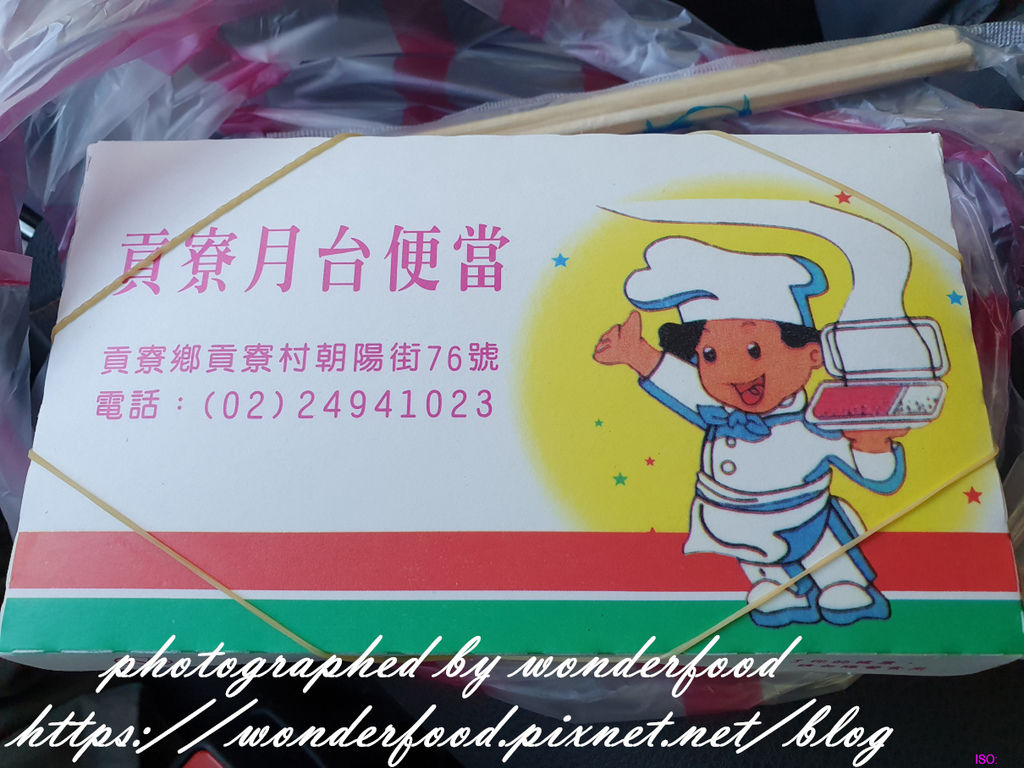 貢寮月台便當
貢寮鄉貢寮村朝陽街76號
電話：(02)24941023
photographed by wonderfood
https://wonderfood.pixnet.net/blog
ISO: